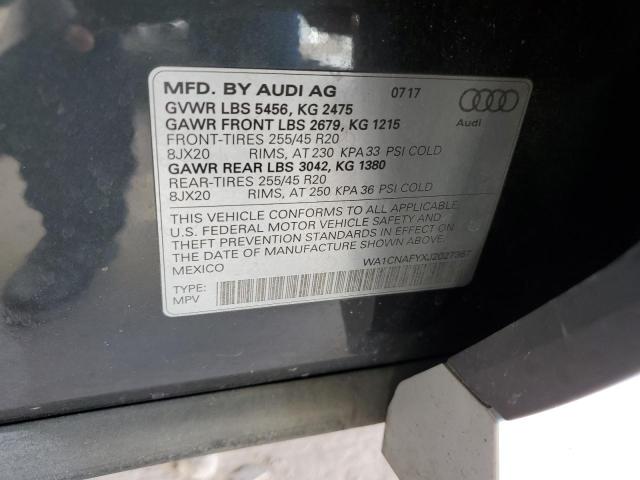 MFD. BY AUDI AG 0717
GVWR LBS 5456, KG 2475
GAWR FRONT LBS 2679, KG 1215
Audi
FRONT-TIRES 255/45 R20
8JX20 RIMS, AT 230 KPA 33 PSI COLD
GAWR REAR LBS 3042, KG 1380
REAR-TIRES 255/45 R20
8JX20 RIMS, AT 250 KPA 36 PSI COLD
THIS VEHICLE CONFORMS TO ALL APPLICABLE
U.S. FEDERAL MOTOR VEHICLE SAFETY AND
THEFT PREVENTION STANDARDS IN EFFECT ON
THE DATE OF MANUFACTURE SHOWN ABOVE.
MEXICO
WA1CNAFYXJ2027367
TYPE:
MPV